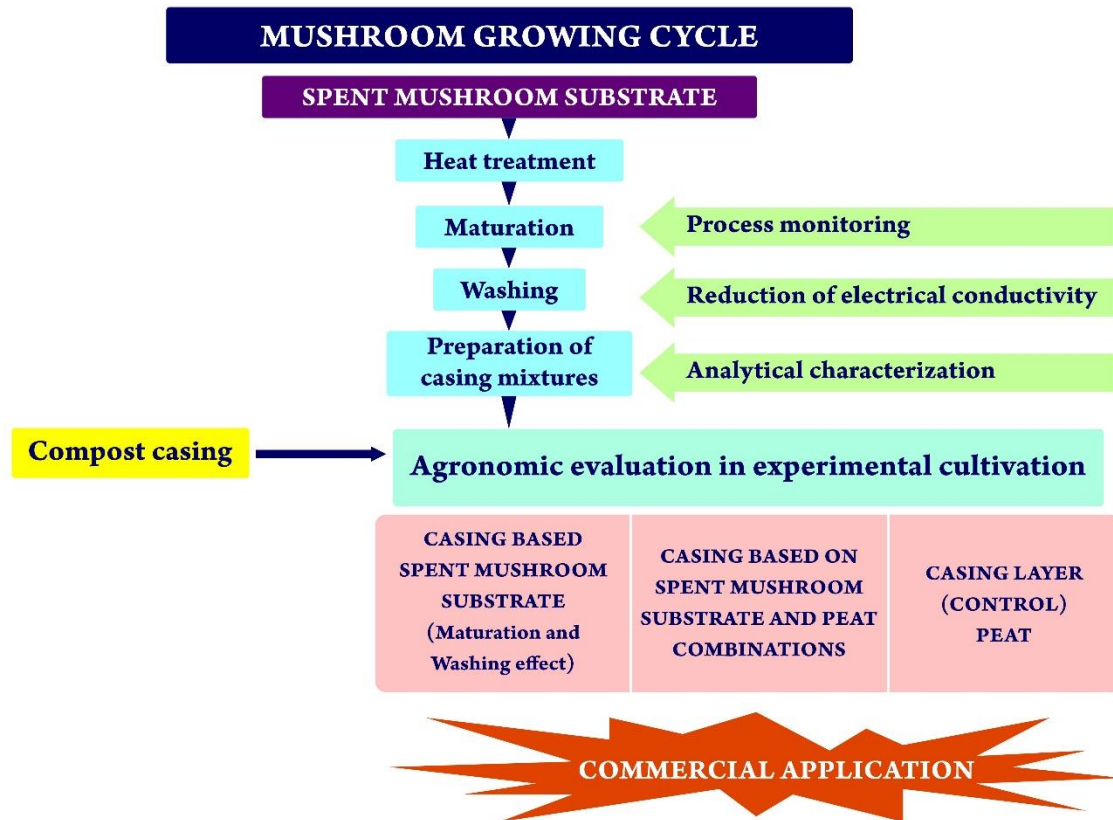 MUSHROOM GROWING CYCLE
SPENT MUSHROOM SUBSTRATE
Heat treatment
Maturation
Process monitoring
Washing
Reduction of electrical conductivity
Preparation of
casing mixtures
Analytical characterization
Compost casing
Agronomic evaluation in experimental cultivation
CASING BASED
SPENT MUSHROOM
SUBSTRATE
(Maturation and
Washing effect)
CASING BASED ON
SPENT MUSHROOM
SUBSTRATE AND PEAT
COMBINATIONS
CASING LAYER
(CONTROL)
PEAT
COMMERCIAL APPLICATION